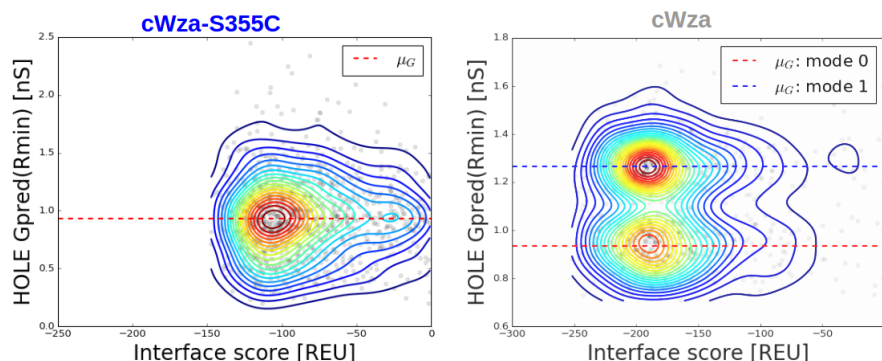 cWza-S355C
HOLE Gpred(Rmin) [nS]
2.5
2.0
1.5
1.0
0.5
0.0
μG
-250
-200
-150
-100
-50
0
Interface score [REU]
cWza
HOLE Gpred(Rmin) [nS]
1.8
1.6
1.4
1.2
1.0
0.8
0.6
μG: mode 0
μG: mode 1
-300
-250
-200
-150
-100
-50
Interface score [REU]